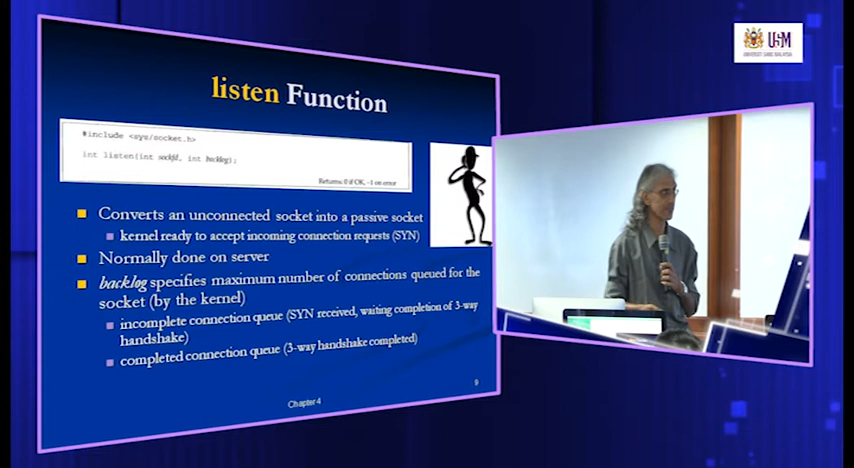 USM
UNIVERSITI SAINS MALAYSIA
listen Function
#include <sys/socket.h>
int listen(int sockfd, int backlog);
Returns: 0 if OK, -1 on error
Converts an unconnected socket into a passive socket
kernel ready to accept incoming connection requests (SYN)
Normally done on server
backlog specifies maximum number of connections queued for the
socket (by the kernel)
incomplete connection queue (SYN received, waiting completion of 3-way
handshake)
completed connection queue (3-way handshake completed)
9
Chapter 4